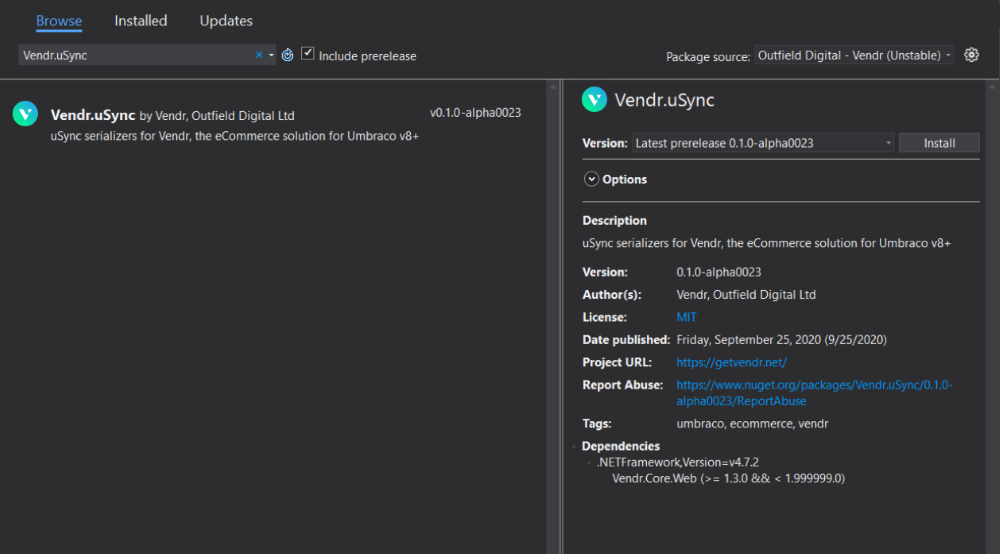 Browse Installed Updates
Vendr.uSync Include prerelease Package source: Outfield Digital - Vendr (Unstable)
Vendr.uSync by Vendr, Outfield Digital Ltd v0.1.0-alpha0023
uSync serializers for Vendr, the eCommerce solution for Umbraco v8+
Vendr.uSync
Version: Latest prerelease 0.1.0-alpha0023 Install
Options
Description
uSync serializers for Vendr, the eCommerce solution for Umbraco v8+
Version: 0.1.0-alpha0023
Author(s): Vendr, Outfield Digital Ltd
License: MIT
Date published: Friday, September 25, 2020 (9/25/2020)
Project URL: https://getvendr.net/
Report Abuse: https://www.nuget.org/packages/Vendr.uSync/0.1.0-
alpha0023/ReportAbuse
Tags: umbraco, ecommerce, vendr
Dependencies
.NETFramework,Version=v4.7.2
Vendr.Core.Web (>= 1.3.0 && < 1.999999.0)